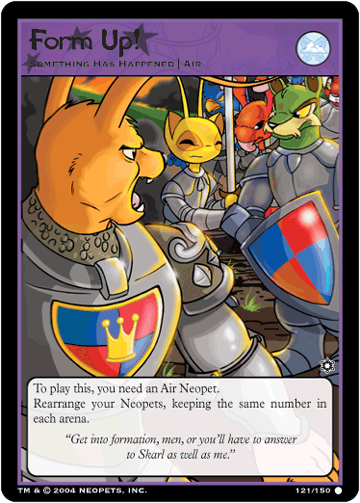 Form Up!
Something Has Happened | Air
To play this, you need an Air Neopet.
Rearrange your Neopets, keeping the same number in
each arena.
“Get into formation, men, or you’ll have to answer
to Skarl as well as me.”
TM & © 2004 NEOPETS, INC.
121/150